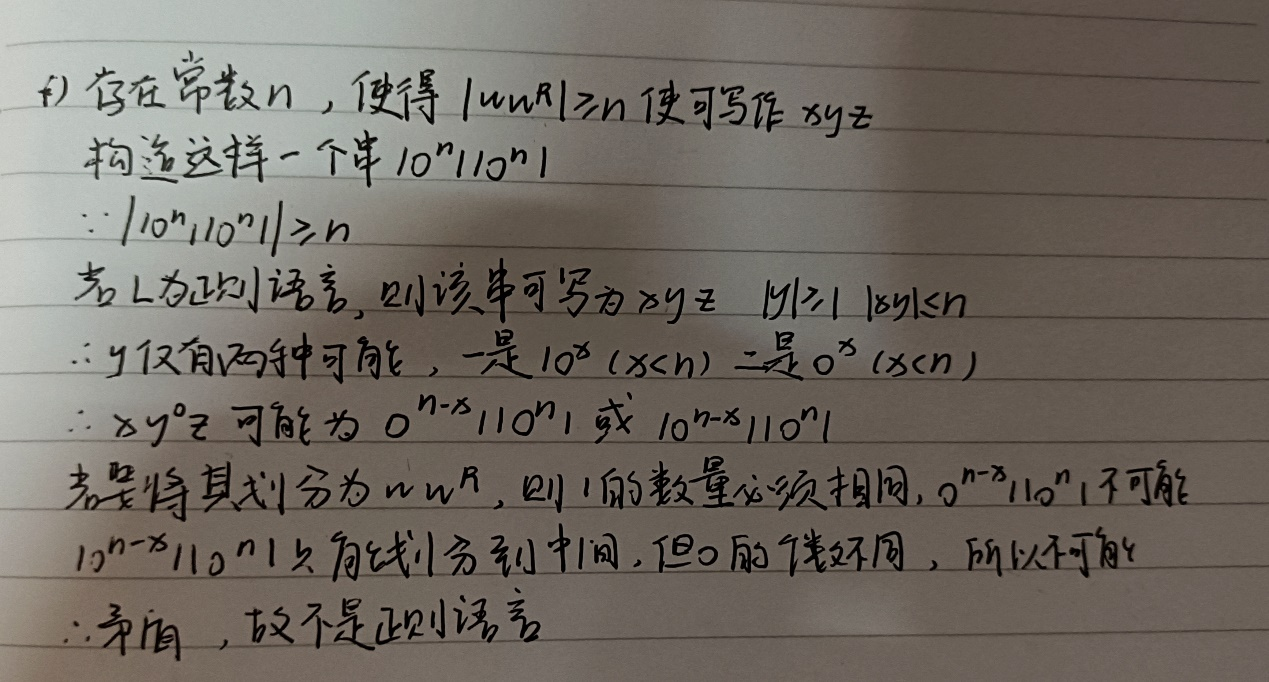 f) 存在常数n，使得 |ww^R|≥n 使可写作 xyz
构造这样一个串 10^n110^n1
∵|10^n110^n1|≥n
若L为正则语言，则该串可写为 xyz |y|≥1 |xy|≤n
∴y仅有两种可能，一是 10^x (x<n) 二是 0^x (x<n)
∴ xy^0z 可能为 0^{n-x}110^n1 或 10^{n-x}110^n1
若要将其划分为 ww^R，则1的数量必须相同，0^{n-x}110^n1不可能
10^{n-x}110^n1只能划分到中间，但0的个数不同，所以不可能
∴矛盾，故不是正则语言